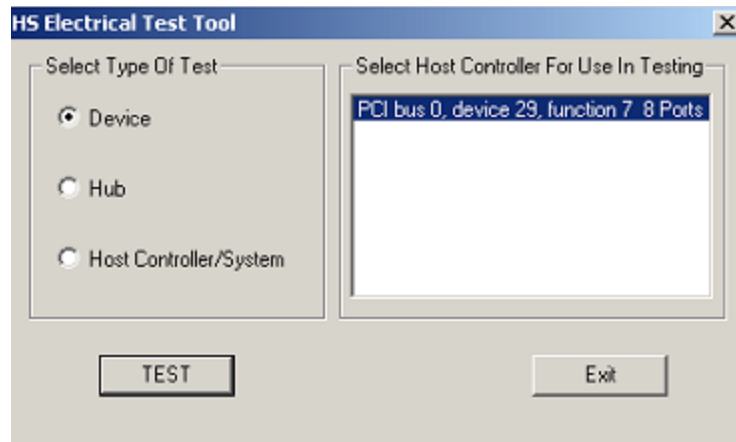 HS Electrical Test Tool
Select Type Of Test
Device
Hub
Host Controller/System
Select Host Controller For Use In Testing
PCI bus 0, device 29, function 7 8 Ports
TEST
Exit